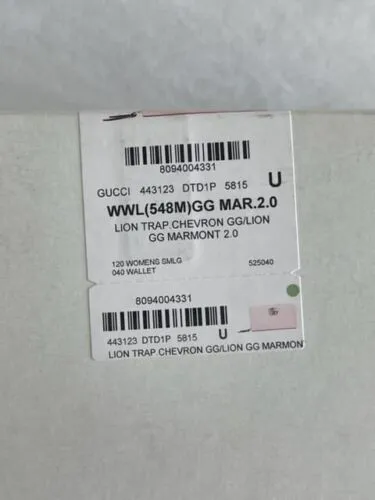 8094004331
GUCCI 443123 DTD1P 5815 U
WWL(548M)GG MAR.2.0
LION TRAP.CHEVRON GG/LION
GG MARMONT 2.0
120 WOMENS SMLG 525040
040 WALLET
8094004331
443123 DTD1P 5815 U
LION TRAP.CHEVRON GG/LION GG MARMONT